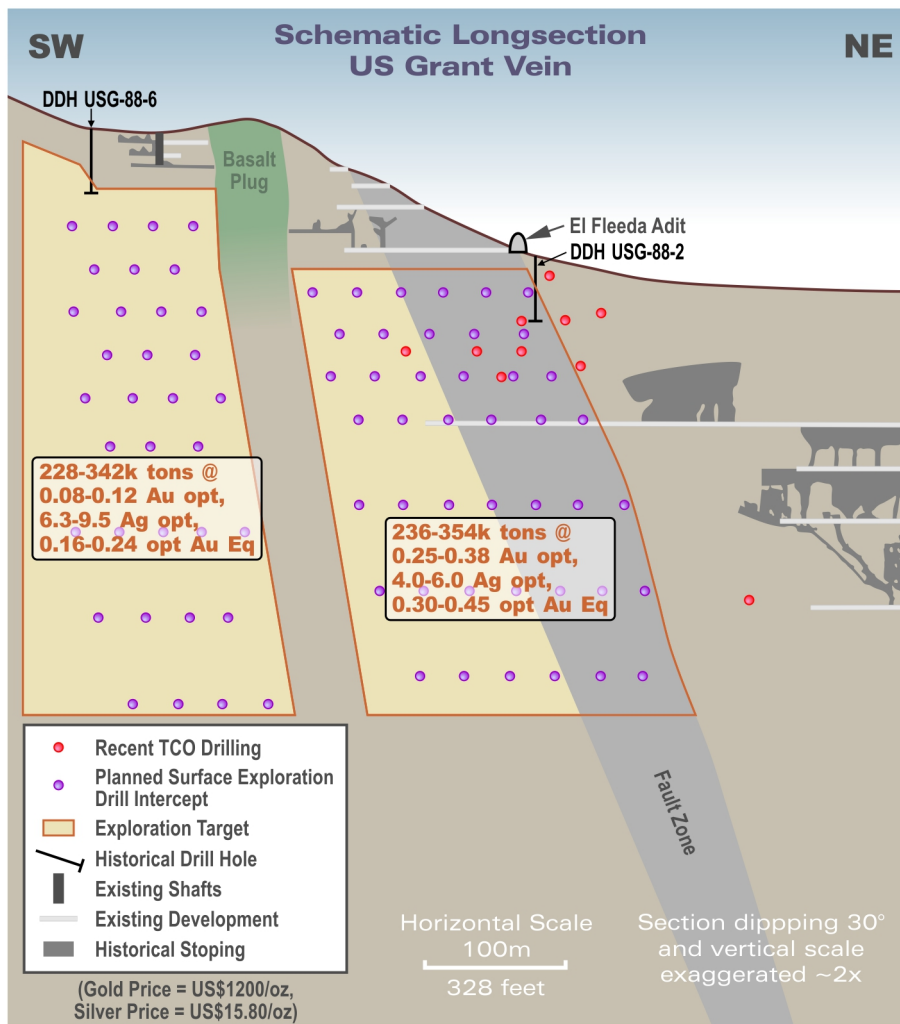 Schematic Longsection
US Grant Vein
SW
NE
DDH USG-88-6
Basalt
Plug
El Fleeda Adit
DDH USG-88-2
228-342k tons @
0.08-0.12 Au opt,
6.3-9.5 Ag opt,
0.16-0.24 opt Au Eq
236-354k tons @
0.25-0.38 Au opt,
4.0-6.0 Ag opt,
0.30-0.45 opt Au Eq
Fault Zone
Recent TCO Drilling
Planned Surface Exploration
Drill Intercept
Exploration Target
Historical Drill Hole
Existing Shafts
Existing Development
Historical Stoping
(Gold Price = US$1200/oz,
Silver Price = US$15.80/oz)
Horizontal Scale
100m
328 feet
Section dippping 30°
and vertical scale
exaggerated ~2x